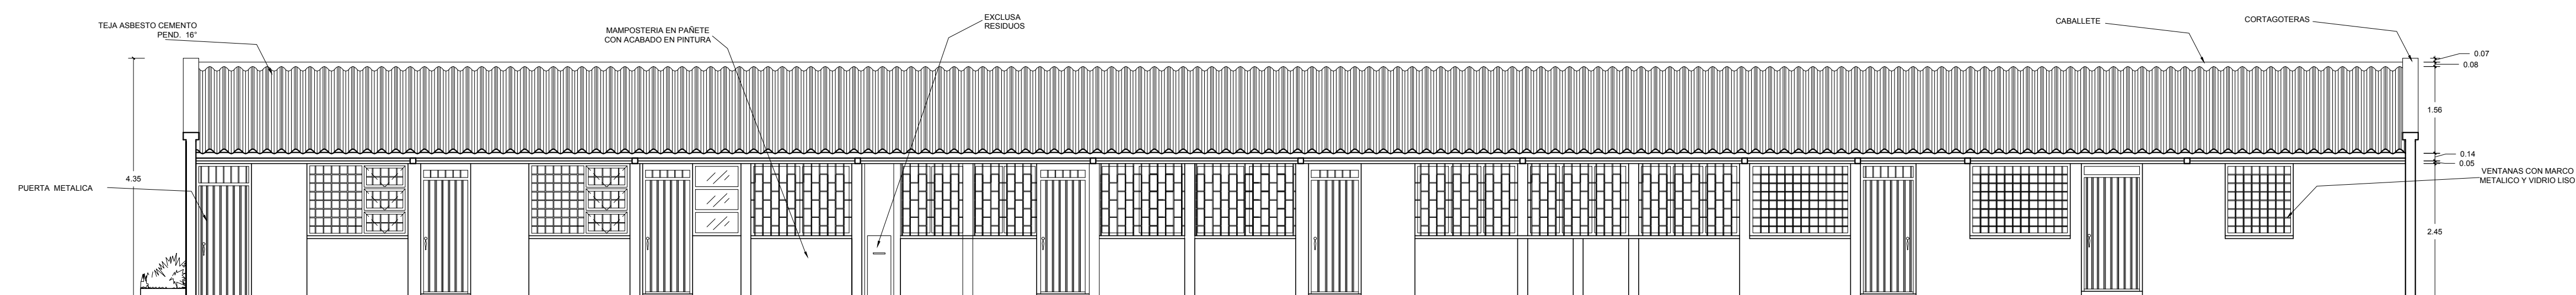 TEJA ASBESTO CEMENTO
PEND. 16°
MAMPOSTERIA EN PAÑETE
CON ACABADO EN PINTURA
EXCLUSA
RESIDUOS
CABALLETE
CORTAGOTERAS
0.07
0.08
1.56
0.14
0.05
4.35
PUERTA METALICA
VENTANAS CON MARCO
METALICO Y VIDRIO LISO
2.45